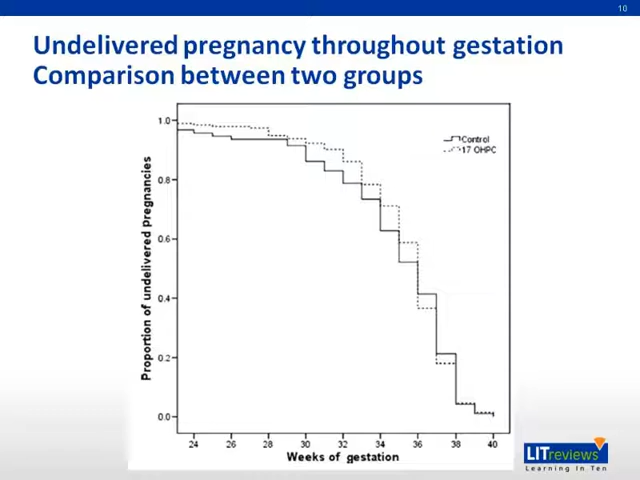 10
Undelivered pregnancy throughout gestation
Comparison between two groups
Control
17 OHPC
Proportion of undelivered pregnancies
1.0
0.8
0.6
0.4
0.2
0.0
24 26 28 30 32 34 36 38 40
Weeks of gestation
LITreviews
Learning In Ten